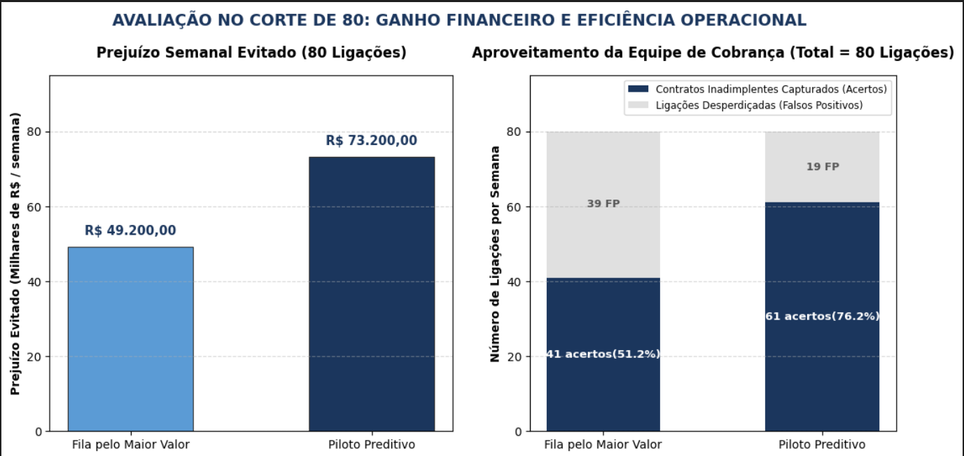 AVALIAÇÃO NO CORTE DE 80: GANHO FINANCEIRO E EFICIÊNCIA OPERACIONAL
Prejuízo Semanal Evitado (80 Ligações)
Prejuízo Evitado (Milhares de R$ / semana)
80
60
40
20
0
R$ 49.200,00
R$ 73.200,00
Fila pelo Maior Valor
Piloto Preditivo
Aproveitamento da Equipe de Cobrança (Total = 80 Ligações)
Número de Ligações por Semana
80
60
40
20
0
Contratos Inadimplentes Capturados (Acertos)
Ligações Desperdiçadas (Falsos Positivos)
39 FP
19 FP
41 acertos(51.2%)
61 acertos(76.2%)
Fila pelo Maior Valor
Piloto Preditivo